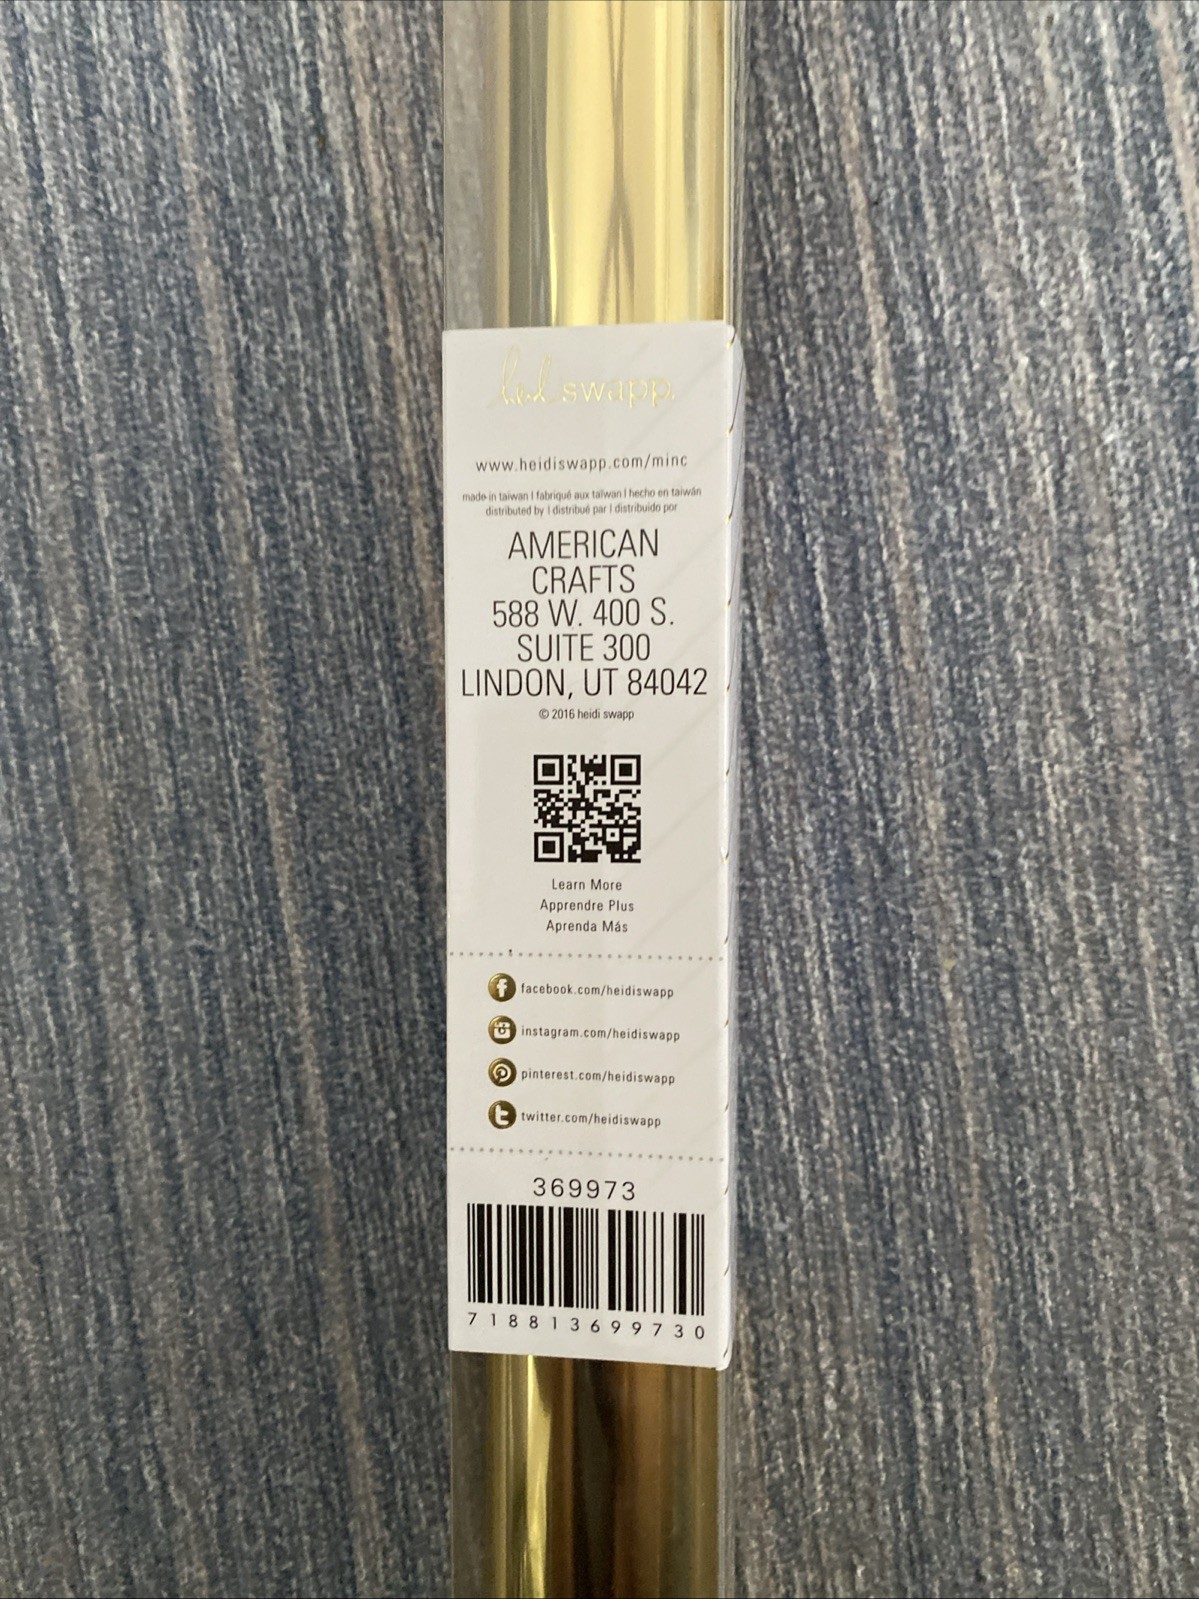 heidi swapp.
www.heidiswapp.com/minc
made in taiwan | fabriqué aux taïwan | hecho en taiwán
distributed by | distribué par | distribuido por
AMERICAN
CRAFTS
588 W. 400 S.
SUITE 300
LINDON, UT 84042
© 2016 heidi swapp
Learn More
Apprendre Plus
Aprenda Más
facebook.com/heidiswapp
instagram.com/heidiswapp
pinterest.com/heidiswapp
twitter.com/heidiswapp
369973
718813699730